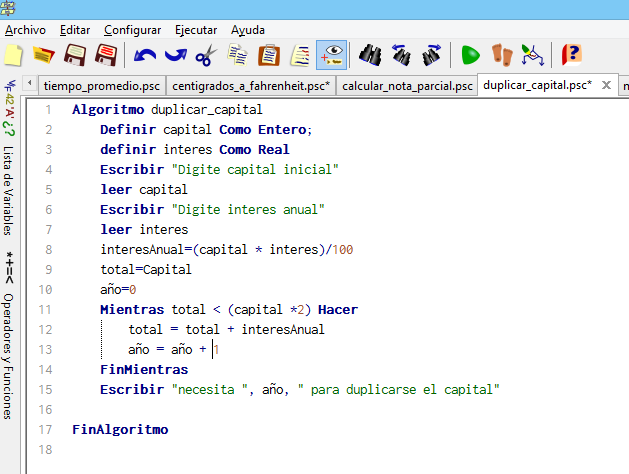 Archivo Editar Configurar Ejecutar Ayuda
tiempo_promedio.psc centigrados_a_fahrenheit.psc* calcular_nota_parcial.psc duplicar_capital.psc*
Lista de Variables
Operadores y Funciones
1 Algoritmo duplicar_capital
2 Definir capital Como Entero;
3 definir interes Como Real
4 Escribir "Digite capital inicial"
5 leer capital
6 Escribir "Digite interes anual"
7 leer interes
8 interesAnual=(capital * interes)/100
9 total=Capital
10 año=0
11 Mientras total < (capital *2) Hacer
12 total = total + interesAnual
13 año = año + 1
14 FinMientras
15 Escribir "necesita ", año, " para duplicarse el capital"
16
17 FinAlgoritmo
18